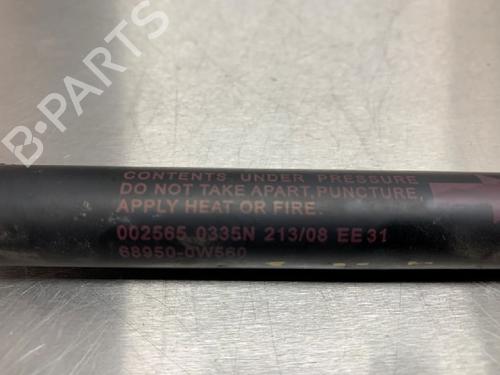 B-PARTS
CONTENTS UNDER PRESSURE
DO NOT TAKE APART,PUNCTURE,
APPLY HEAT OR FIRE.
002565 0335N 213/08 EE31
68950-0W560